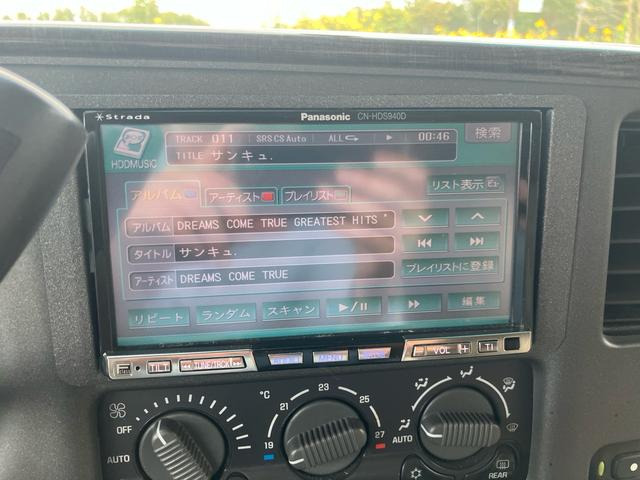 Strada Panasonic CN-HDS940D
HDDMUSIC TRACK 011 SRS CS Auto ALL 00:46 検索
TITLE サンキュ.
アルバム アーティスト プレイリスト リスト表示
アルバム DREAMS COME TRUE GREATEST HITS "
タイトル サンキュ.
アーティスト DREAMS COME TRUE プレイリストに登録
リピート ランダム スキャン 編集
TILT TUNE/TRACK MENU VOL + TI
°C
OFF AUTO
19 21 23 25 27
AUTO
REAR